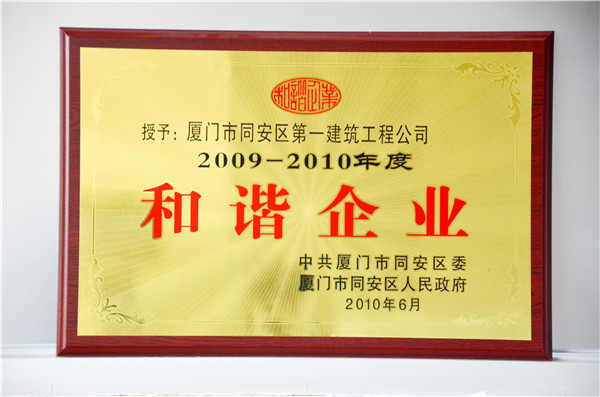 和谐企業
授予：厦门市同安区第一建筑工程公司
2009-2010年度
和谐企业
中共厦门市同安区委
厦门市同安区人民政府
2010年6月